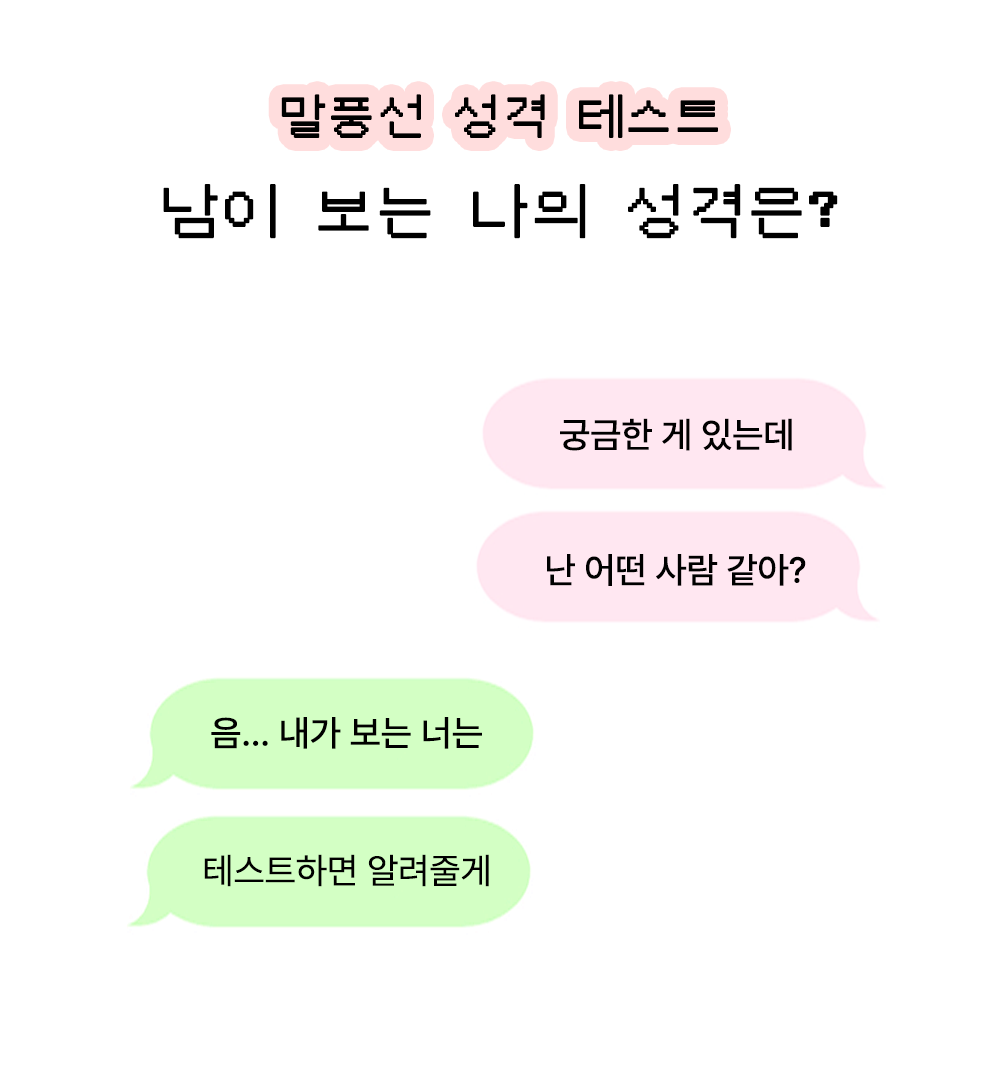 말풍선 성격 테스트
남이 보는 나의 성격은?
궁금한 게 있는데
난 어떤 사람 같아?
음... 내가 보는 너는
테스트하면 알려줄게